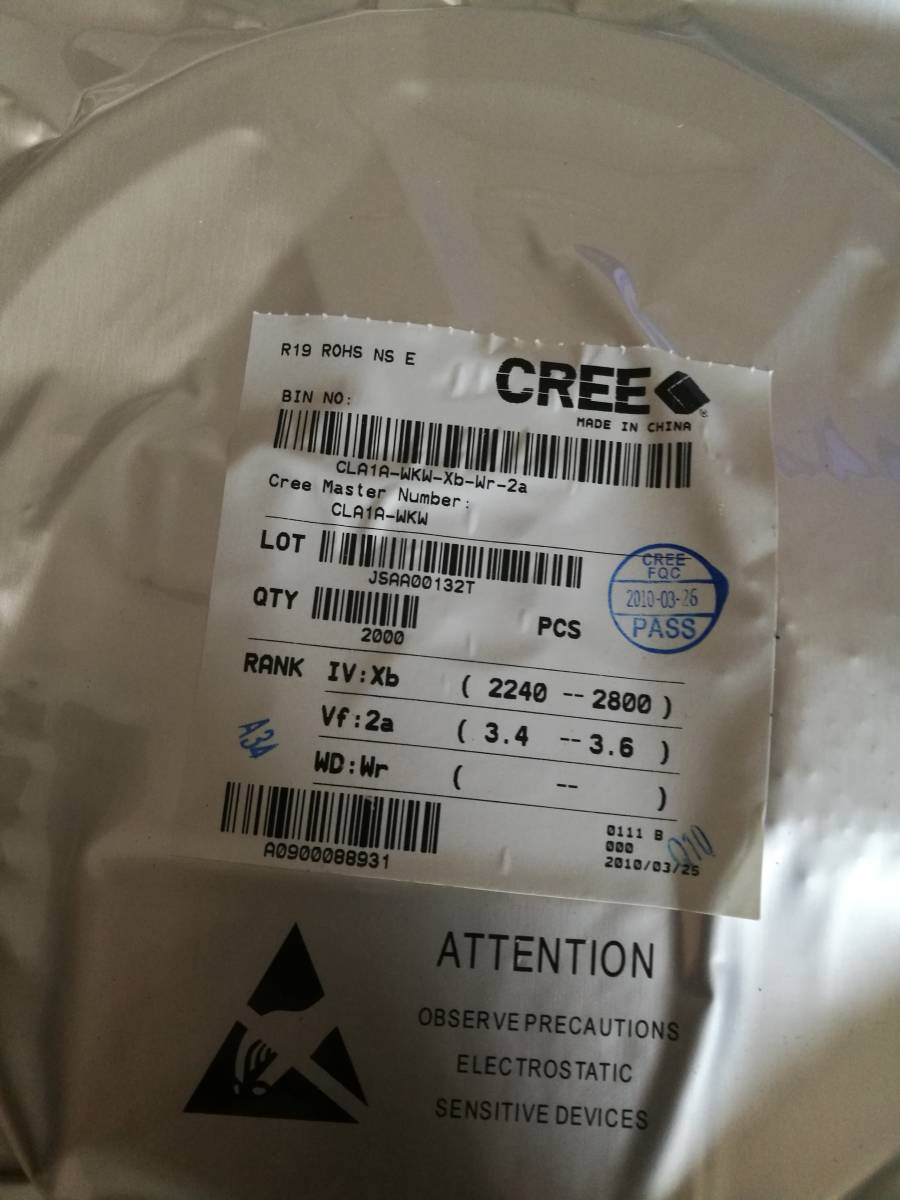 R19 ROHS NS E
CREE
®
MADE IN CHINA
BIN NO:
CLA1A-WKW-Xb-Wr-2a
Cree Master Number:
CLA1A-WKW
LOT
JSAA00132T
QTY
2000
PCS
CREE
FQC
2010-03-26
PASS
RANK IV:Xb ( 2240 -- 2800 )
Vf:2a ( 3.4 -- 3.6 )
WD:Wr ( -- )
A34
A0900088931
0111 B
000
2010/03/25
ATTENTION
OBSERVE PRECAUTIONS
ELECTROSTATIC
SENSITIVE DEVICES